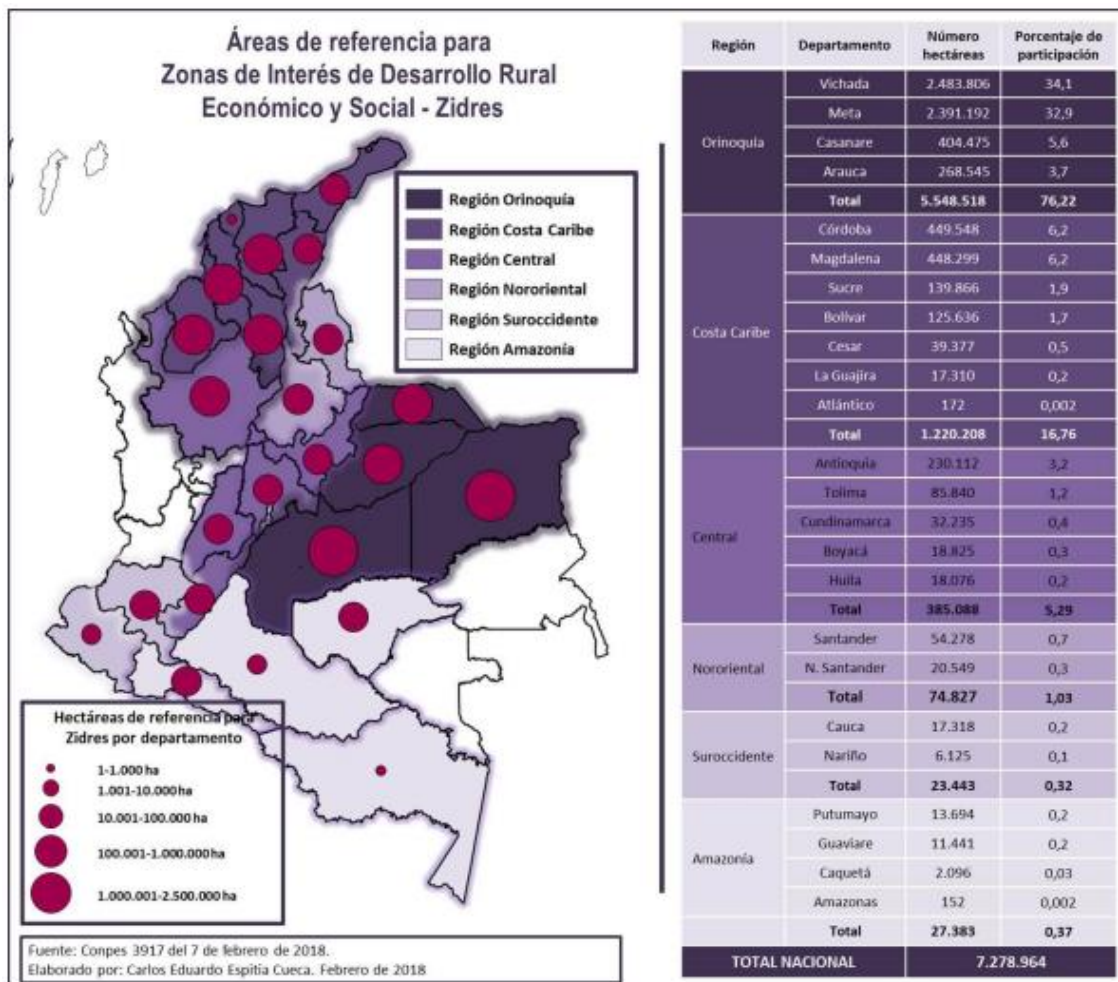 Áreas de referencia para
Zonas de Interés de Desarrollo Rural
Económico y Social - Zidres
Región Orinoquía
Región Costa Caribe
Región Central
Región Nororiental
Región Suroccidente
Región Amazonía
Hectáreas de referencia para
Zidres por departamento
1-1.000 ha
1.001-10.000 ha
10.001-100.000 ha
100.001-1.000.000 ha
1.000.001-2.500.000 ha
Fuente: Conpes 3917 del 7 de febrero de 2018.
Elaborado por: Carlos Eduardo Espitia Cueca. Febrero de 2018
Región Departamento Número hectáreas Porcentaje de participación
Orinoquía
Vichada 2.483.806 34,1
Meta 2.391.192 32,9
Casanare 404.475 5,6
Arauca 268.545 3,7
Total 5.548.518 76,22
Costa Caribe
Córdoba 449.548 6,2
Magdalena 448.299 6,2
Sucre 139.866 1,9
Bolívar 125.636 1,7
Cesar 39.377 0,5
La Guajira 17.310 0,2
Atlántico 172 0,002
Total 1.220.208 16,76
Central
Antioquia 230.112 3,2
Tolima 85.840 1,2
Cundinamarca 32.235 0,4
Boyacá 18.825 0,3
Huila 18.076 0,2
Total 385.088 5,29
Nororiental
Santander 54.278 0,7
N. Santander 20.549 0,3
Total 74.827 1,03
Suroccidente
Cauca 17.318 0,2
Nariño 6.125 0,1
Total 23.443 0,32
Amazonía
Putumayo 13.694 0,2
Guaviare 11.441 0,2
Caquetá 2.096 0,03
Amazonas 152 0,002
Total 27.383 0,37
TOTAL NACIONAL 7.278.964